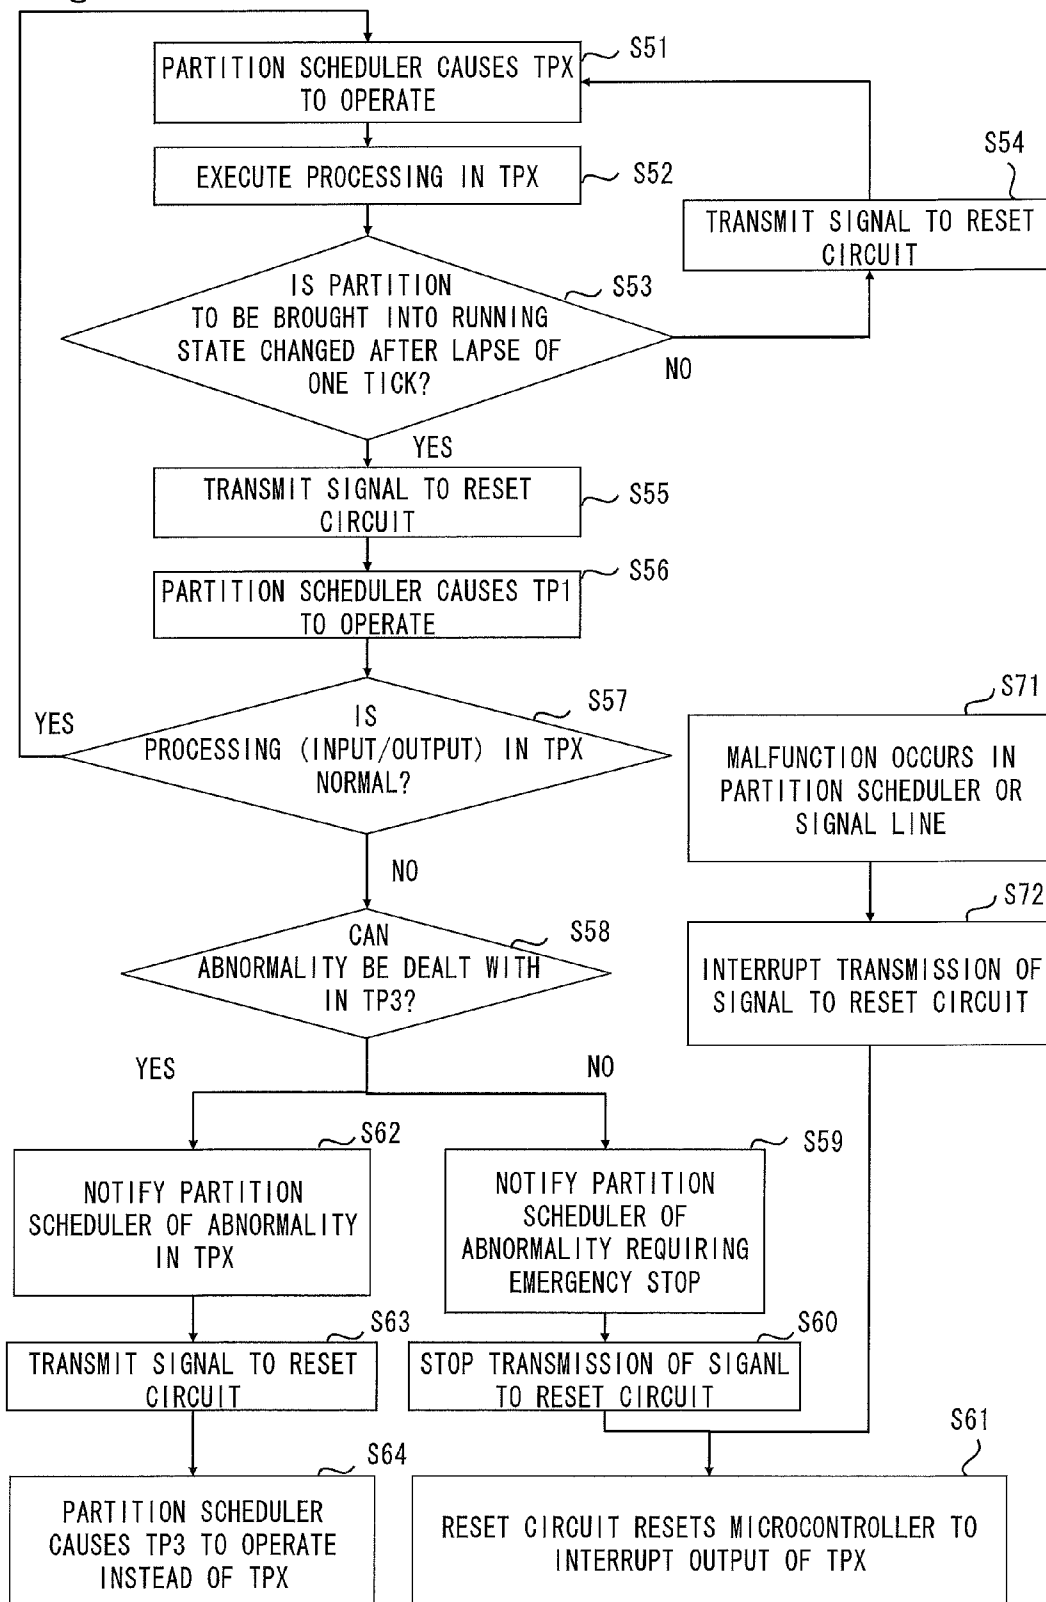 S51
PARTITION SCHEDULER CAUSES TPX
TO OPERATE
S52
EXECUTE PROCESSING IN TPX
S54
TRANSMIT SIGNAL TO RESET
CIRCUIT
S53
IS PARTITION
TO BE BROUGHT INTO RUNNING
STATE CHANGED AFTER LAPSE OF
ONE TICK?
NO
YES
TRANSMIT SIGNAL TO RESET
CIRCUIT
S55
S56
PARTITION SCHEDULER CAUSES TP1
TO OPERATE
S57
YES
IS
PROCESSING (INPUT/OUTPUT) IN TPX
NORMAL?
NO
S71
MALFUNCTION OCCURS IN
PARTITION SCHEDULER OR
SIGNAL LINE
S72
INTERRUPT TRANSMISSION OF
SIGNAL TO RESET CIRCUIT
S58
CAN
ABNORMALITY BE DEALT WITH
IN TP3?
YES
NO
S62
NOTIFY PARTITION
SCHEDULER OF ABNORMALITY
IN TPX
S59
NOTIFY PARTITION
SCHEDULER OF
ABNORMALITY REQUIRING
EMERGENCY STOP
S63
TRANSMIT SIGNAL TO RESET
CIRCUIT
S60
STOP TRANSMISSION OF SIGANL
TO RESET CIRCUIT
S64
PARTITION SCHEDULER
CAUSES TP3 TO OPERATE
INSTEAD OF TPX
S61
RESET CIRCUIT RESETS MICROCONTROLLER TO
INTERRUPT OUTPUT OF TPX